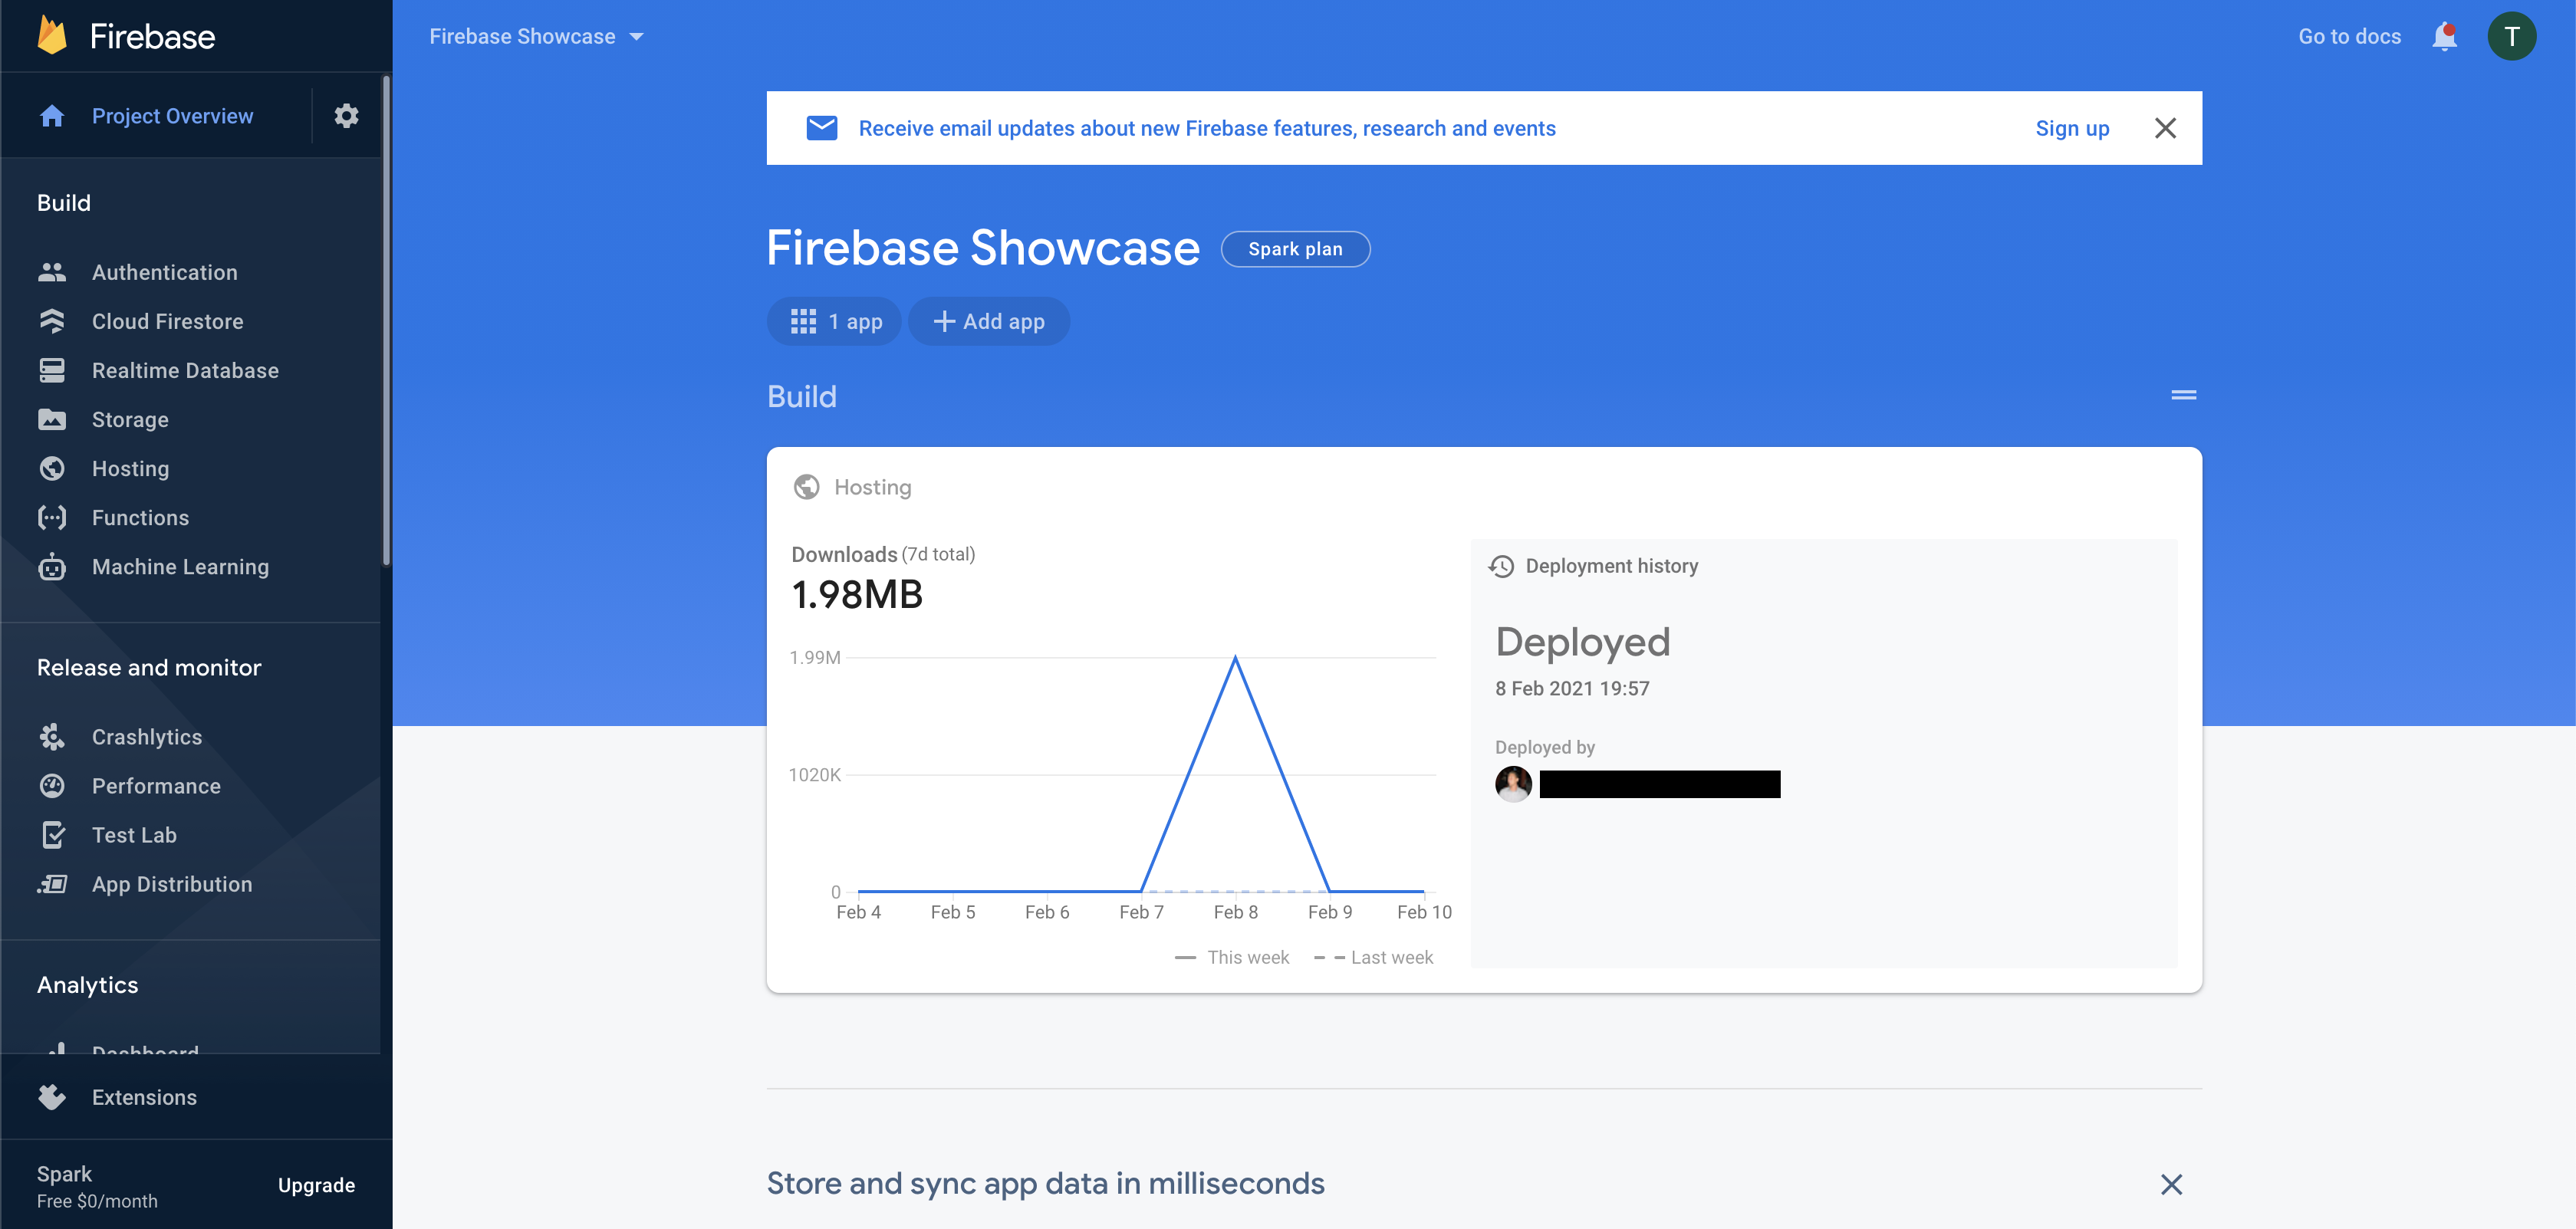 Firebase
Project Overview
Build
Authentication
Cloud Firestore
Realtime Database
Storage
Hosting
Functions
Machine Learning
Release and monitor
Crashlytics
Performance
Test Lab
App Distribution
Analytics
Dashboard
Extensions
Spark
Free $0/month
Upgrade
Firebase Showcase
Go to docs
T
Receive email updates about new Firebase features, research and events
Sign up
Firebase Showcase
Spark plan
1 app
Add app
Build
Hosting
Downloads (7d total)
1.98MB
1.99M
1020K
0
Feb 4 Feb 5 Feb 6 Feb 7 Feb 8 Feb 9 Feb 10
This week Last week
Deployment history
Deployed
8 Feb 2021 19:57
Deployed by
Store and sync app data in milliseconds